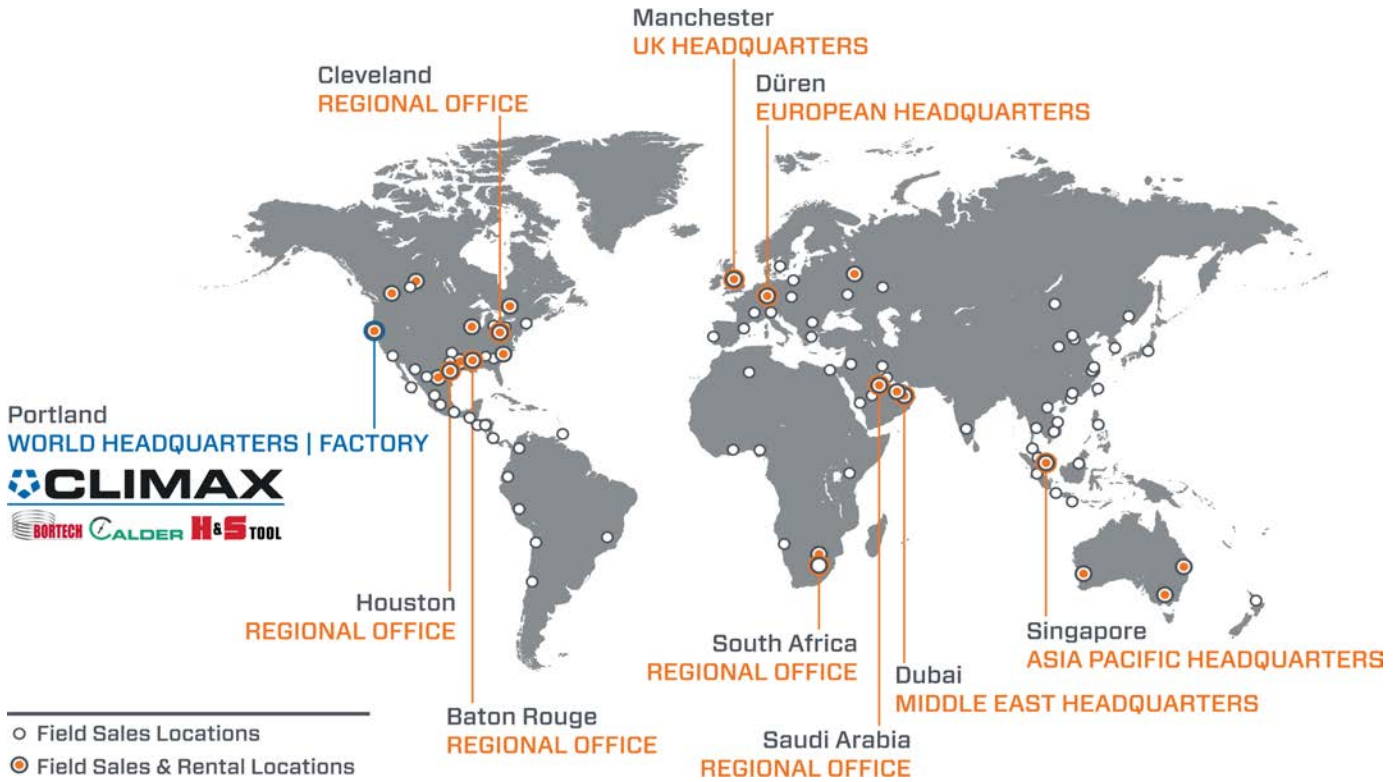 Manchester
UK HEADQUARTERS
Cleveland
REGIONAL OFFICE
Düren
EUROPEAN HEADQUARTERS
Portland
WORLD HEADQUARTERS | FACTORY
CLIMAX
BORTECH CALDER H&S TOOL
Houston
REGIONAL OFFICE
South Africa
REGIONAL OFFICE
Singapore
ASIA PACIFIC HEADQUARTERS
Dubai
MIDDLE EAST HEADQUARTERS
Baton Rouge
REGIONAL OFFICE
Saudi Arabia
REGIONAL OFFICE
Field Sales Locations
Field Sales & Rental Locations